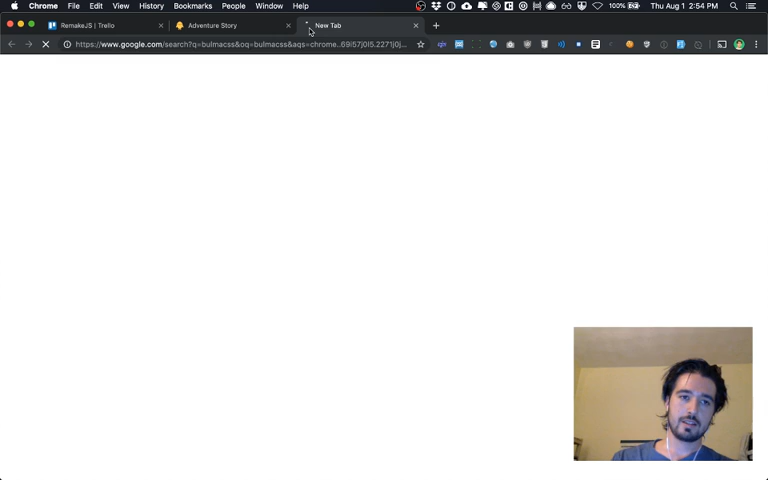 Chrome File Edit View History Bookmarks People Window Help 100% Thu Aug 1 2:54 PM
RemakeJS | Trello Adventure Story New Tab
https://www.google.com/search?q=bulmacss&oq=bulmacss&aqs=chrome..69i57j0l5.2271j0j...